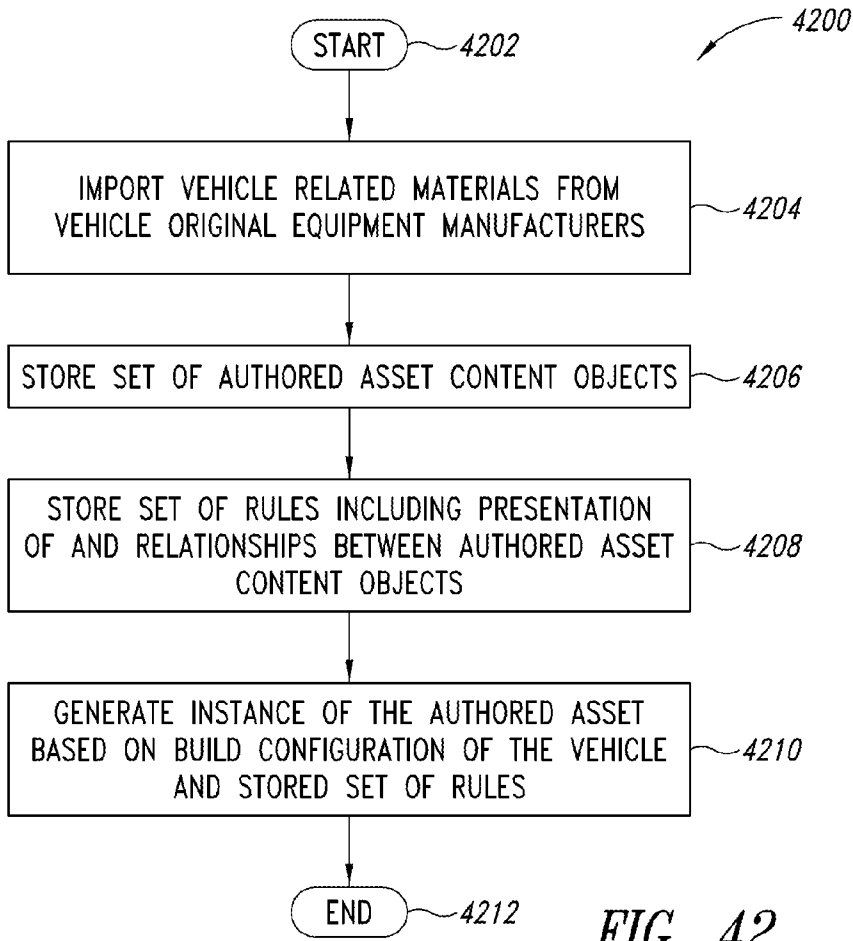 4200
START 4202
IMPORT VEHICLE RELATED MATERIALS FROM
VEHICLE ORIGINAL EQUIPMENT MANUFACTURERS
4204
STORE SET OF AUTHORED ASSET CONTENT OBJECTS 4206
STORE SET OF RULES INCLUDING PRESENTATION
OF AND RELATIONSHIPS BETWEEN AUTHORED ASSET
CONTENT OBJECTS
4208
GENERATE INSTANCE OF THE AUTHORED ASSET
BASED ON BUILD CONFIGURATION OF THE VEHICLE
AND STORED SET OF RULES
4210
END 4212
FIG. 42